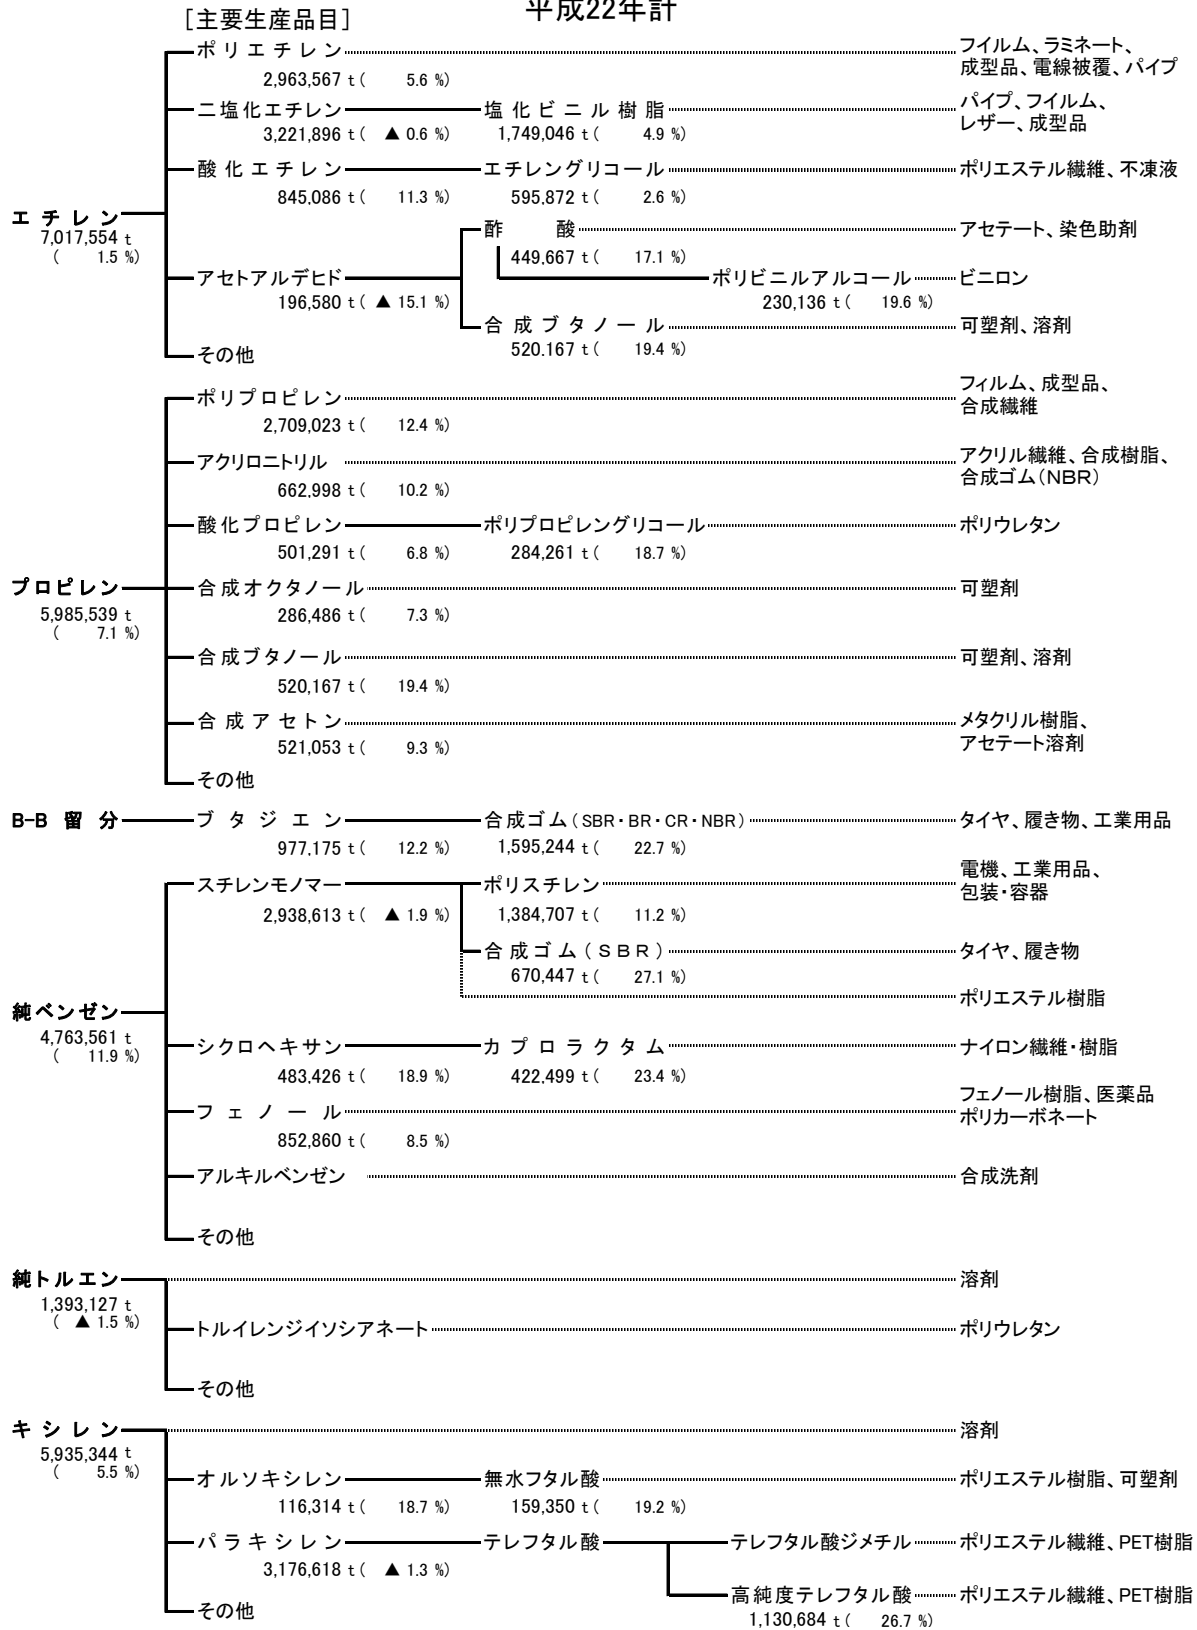 平成22年計
［主要生産品目］
ポリエチレン フイルム、ラミネート、
成型品、電線被覆、パイプ
2,963,567 t ( 5.6 %)
二塩化エチレン 塩化ビニル樹脂 パイプ、フイルム、
レザー、成型品
3,221,896 t ( ▲ 0.6 %) 1,749,046 t ( 4.9 %)
酸化エチレン エチレングリコール ポリエステル繊維、不凍液
845,086 t ( 11.3 %) 595,872 t ( 2.6 %)
エチレン
7,017,554 t
( 1.5 %)
酢酸 アセテート、染色助剤
449,667 t ( 17.1 %)
アセトアルデヒド ポリビニルアルコール ビニロン
196,580 t ( ▲ 15.1 %) 230,136 t ( 19.6 %)
合成ブタノール 可塑剤、溶剤
520.167 t ( 19.4 %)
その他
ポリプロピレン フィルム、成型品、
合成繊維
2,709,023 t ( 12.4 %)
アクリロニトリル アクリル繊維、合成樹脂、
合成ゴム（NBR）
662,998 t ( 10.2 %)
酸化プロピレン ポリプロピレングリコール ポリウレタン
501,291 t ( 6.8 %) 284,261 t ( 18.7 %)
プロピレン 合成オクタノール 可塑剤
5,985,539 t
( 7.1 %)
286,486 t ( 7.3 %)
合成ブタノール 可塑剤、溶剤
520,167 t ( 19.4 %)
合成アセトン メタクリル樹脂、
アセテート溶剤
521,053 t ( 9.3 %)
その他
B-B 留分 ブタジエン 合成ゴム（SBR・BR・CR・NBR） タイヤ、履き物、工業用品
977,175 t ( 12.2 %) 1,595,244 t ( 22.7 %)
スチレンモノマー ポリスチレン 電機、工業用品、
包装・容器
2,938,613 t ( ▲ 1.9 %) 1,384,707 t ( 11.2 %)
合成ゴム（ＳＢＲ） タイヤ、履き物
670,447 t ( 27.1 %)
ポリエステル樹脂
純ベンゼン
4,763,561 t
( 11.9 %)
シクロヘキサン カプロラクタム ナイロン繊維・樹脂
483,426 t ( 18.9 %) 422,499 t ( 23.4 %)
フェノール フェノール樹脂、医薬品
ポリカーボネート
852,860 t ( 8.5 %)
アルキルベンゼン 合成洗剤
その他
純トルエン 溶剤
1,393,127 t
( ▲ 1.5 %)
トルイレンジイソシアネート ポリウレタン
その他
キシレン 溶剤
5,935,344 t
( 5.5 %)
オルソキシレン 無水フタル酸 ポリエステル樹脂、可塑剤
116,314 t ( 18.7 %) 159,350 t ( 19.2 %)
パラキシレン テレフタル酸 テレフタル酸ジメチル ポリエステル繊維、PET樹脂
3,176,618 t ( ▲ 1.3 %)
高純度テレフタル酸 ポリエステル繊維、PET樹脂
1,130,684 t ( 26.7 %)
その他